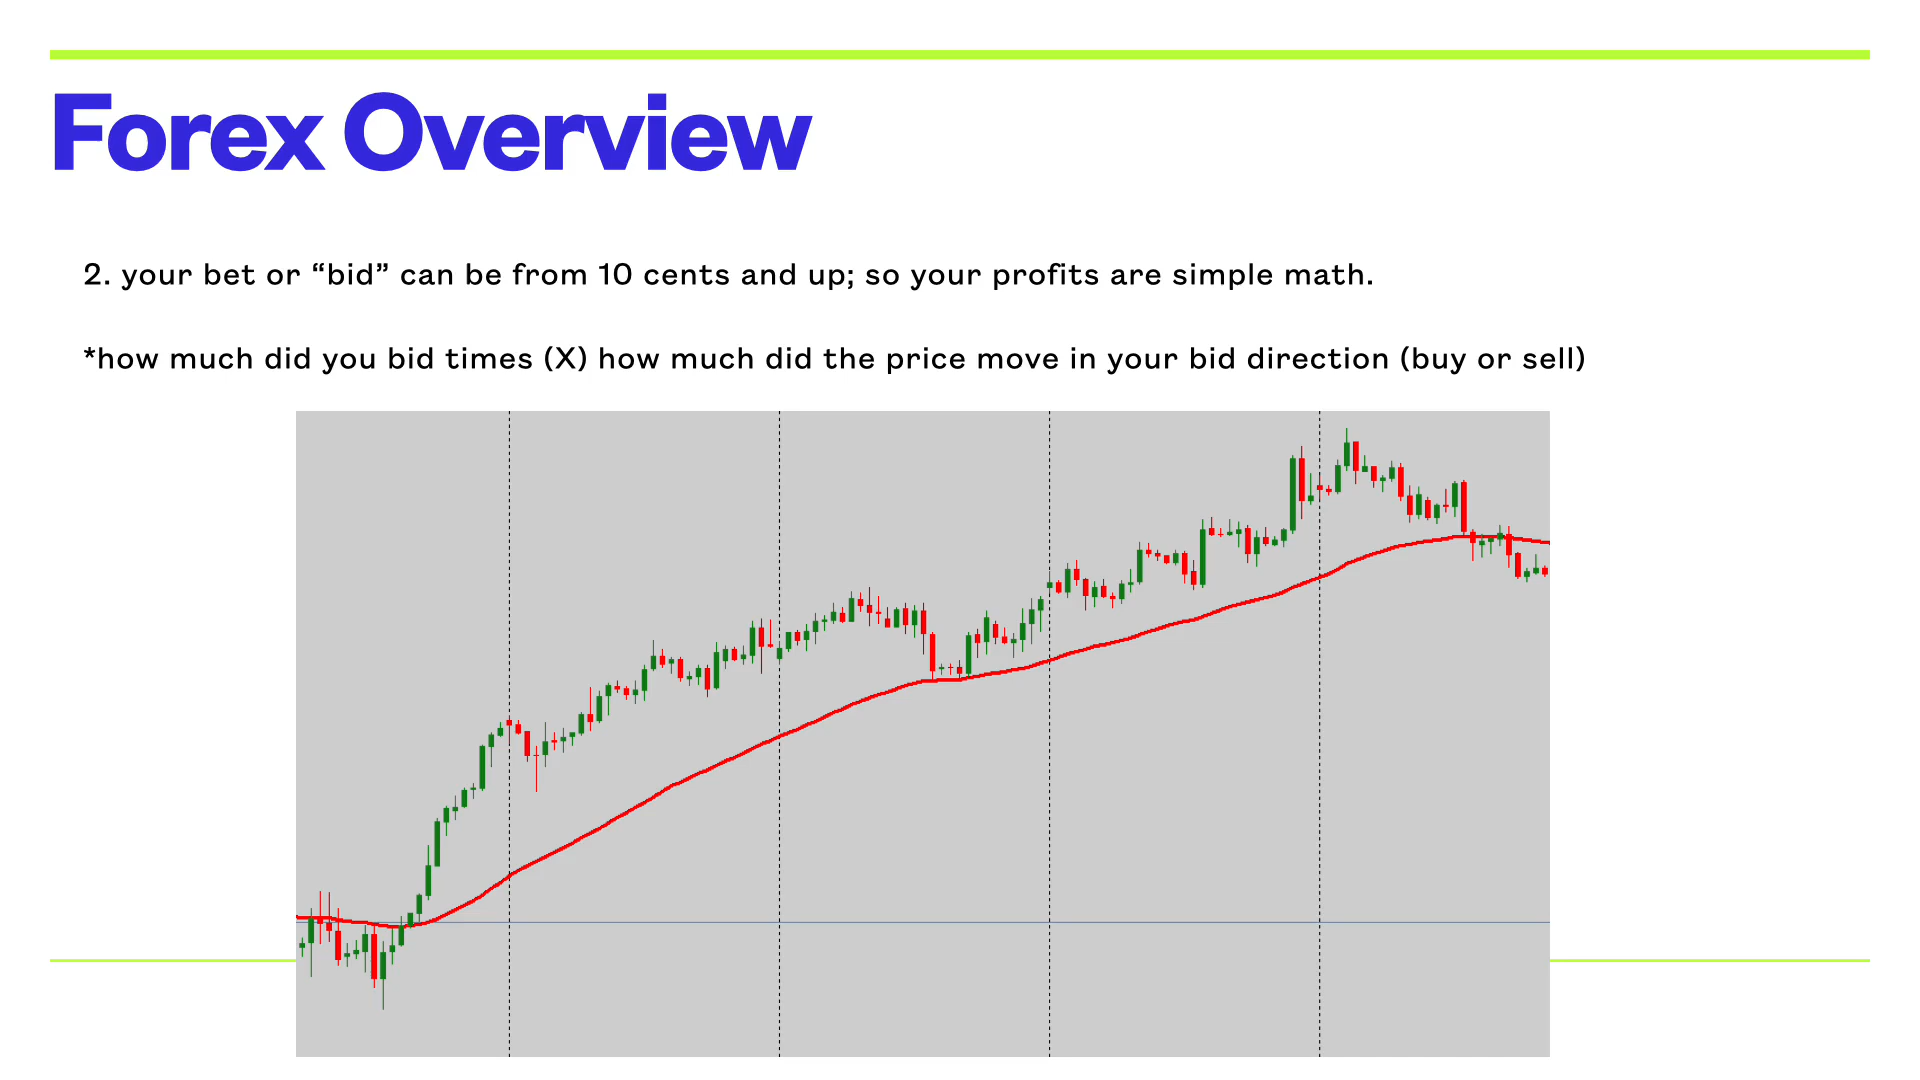 Forex Overview
2. your bet or “bid” can be from 10 cents and up; so your profits are simple math.
*how much did you bid times (X) how much did the price move in your bid direction (buy or sell)